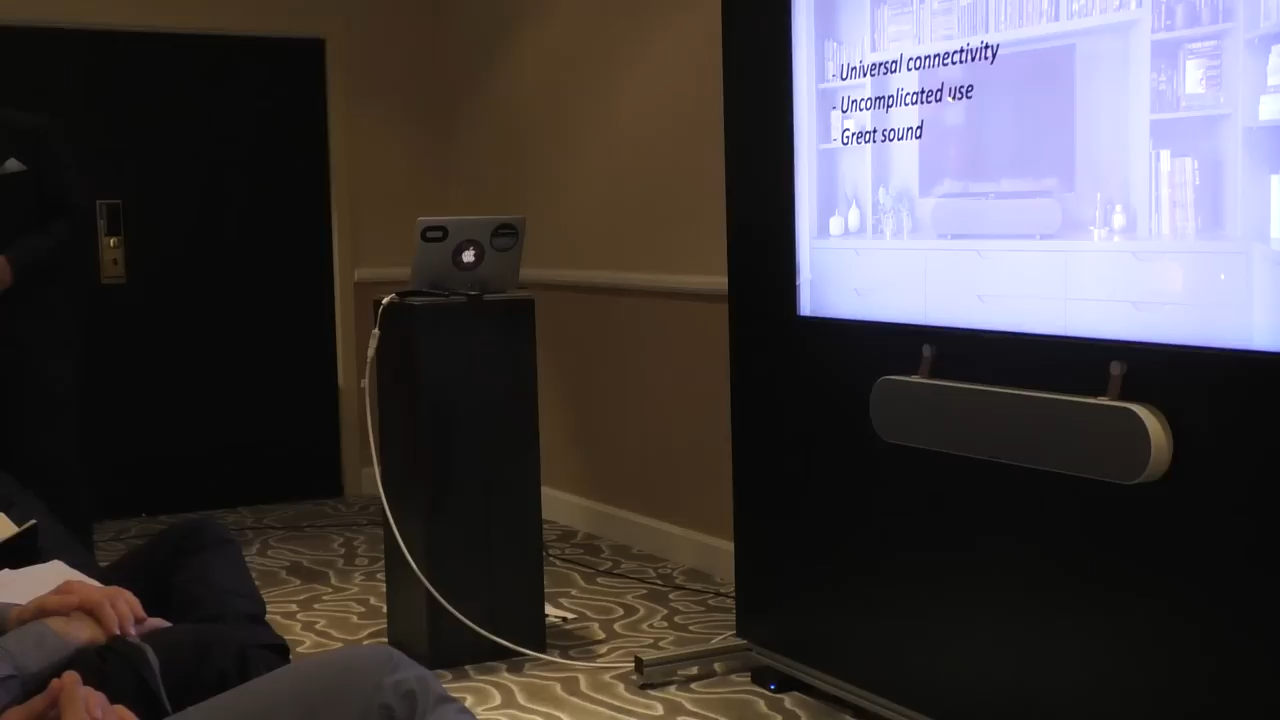 - Universal connectivity
- Uncomplicated use
- Great sound